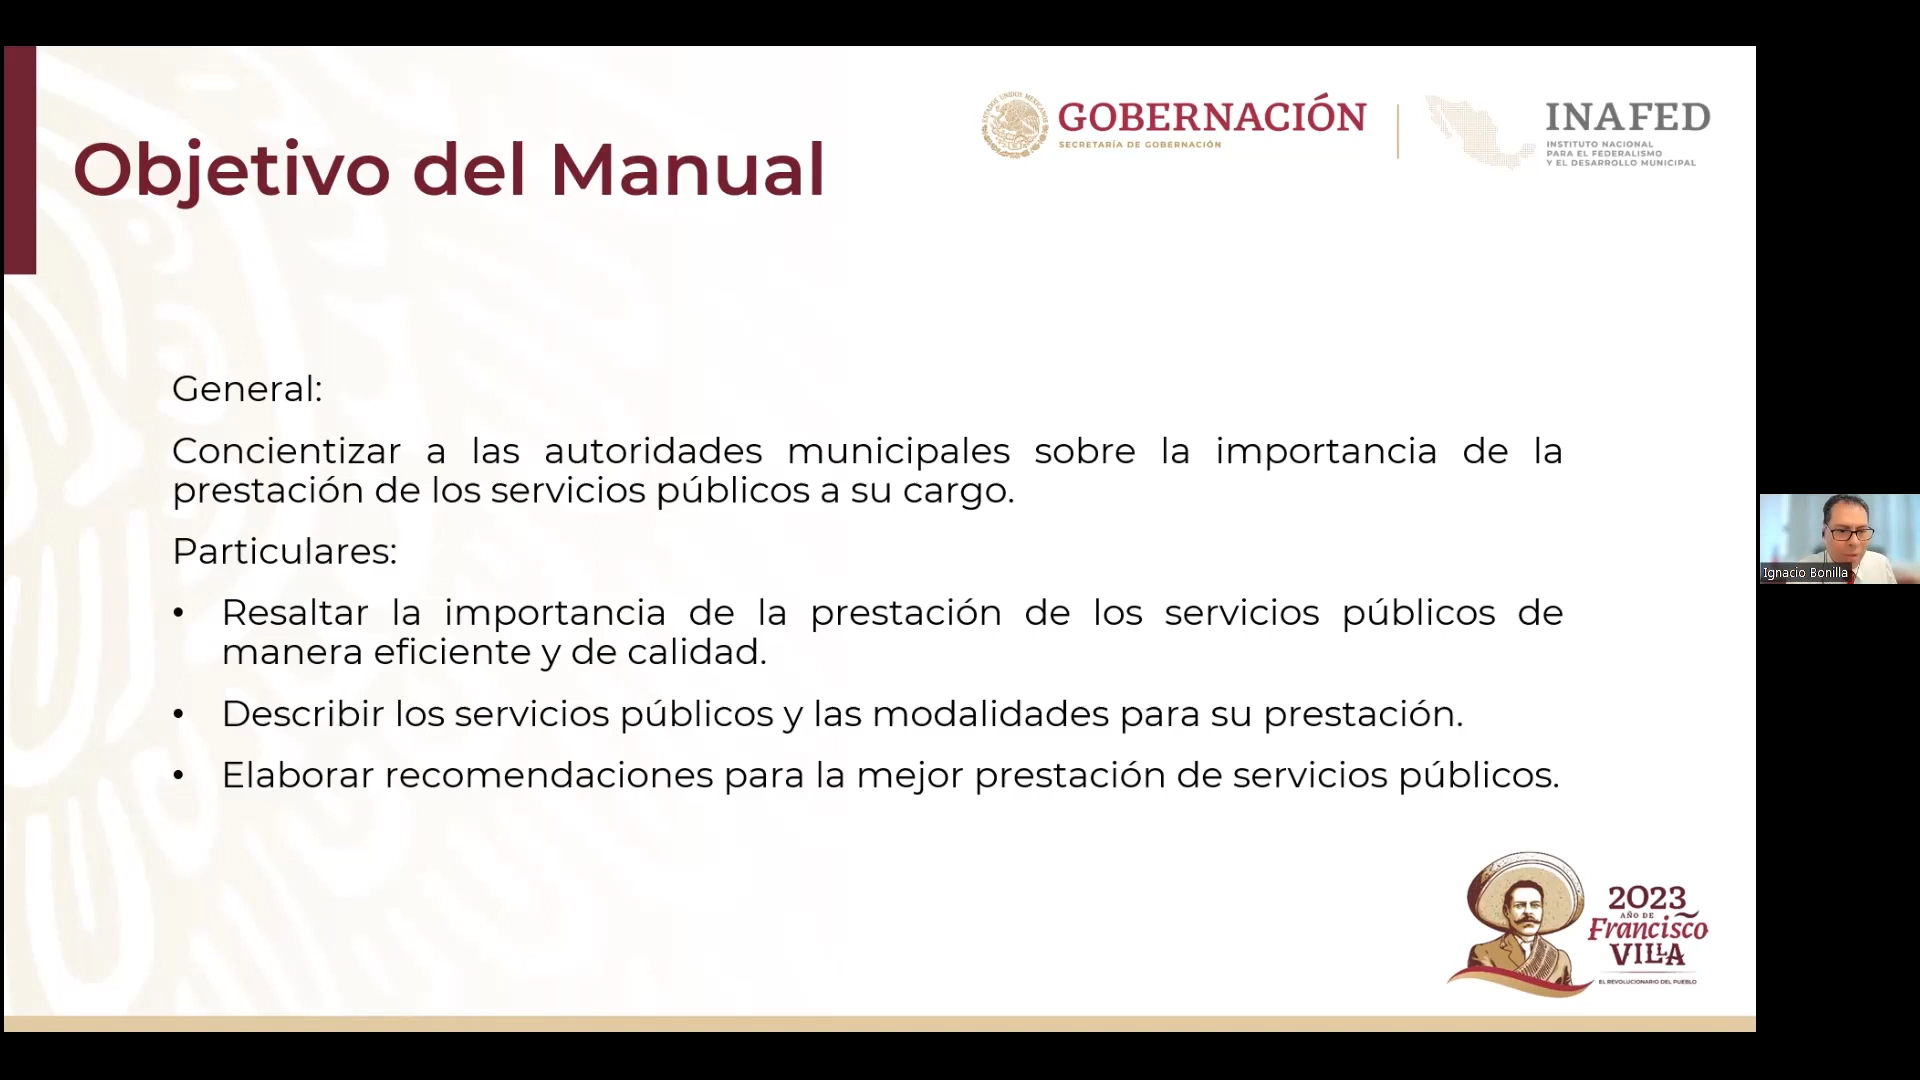 Objetivo del Manual
ESTADOS UNIDOS MEXICANOS
GOBERNACIÓN
SECRETARÍA DE GOBERNACIÓN
INAFED
INSTITUTO NACIONAL
PARA EL FEDERALISMO
Y EL DESARROLLO MUNICIPAL
General:
Concientizar a las autoridades municipales sobre la importancia de la
prestación de los servicios públicos a su cargo.
Particulares:
• Resaltar la importancia de la prestación de los servicios públicos de
manera eficiente y de calidad.
• Describir los servicios públicos y las modalidades para su prestación.
• Elaborar recomendaciones para la mejor prestación de servicios públicos.
Ignacio Bonilla
2023
AÑO DE
Francisco
VILLA
EL REVOLUCIONARIO DEL PUEBLO